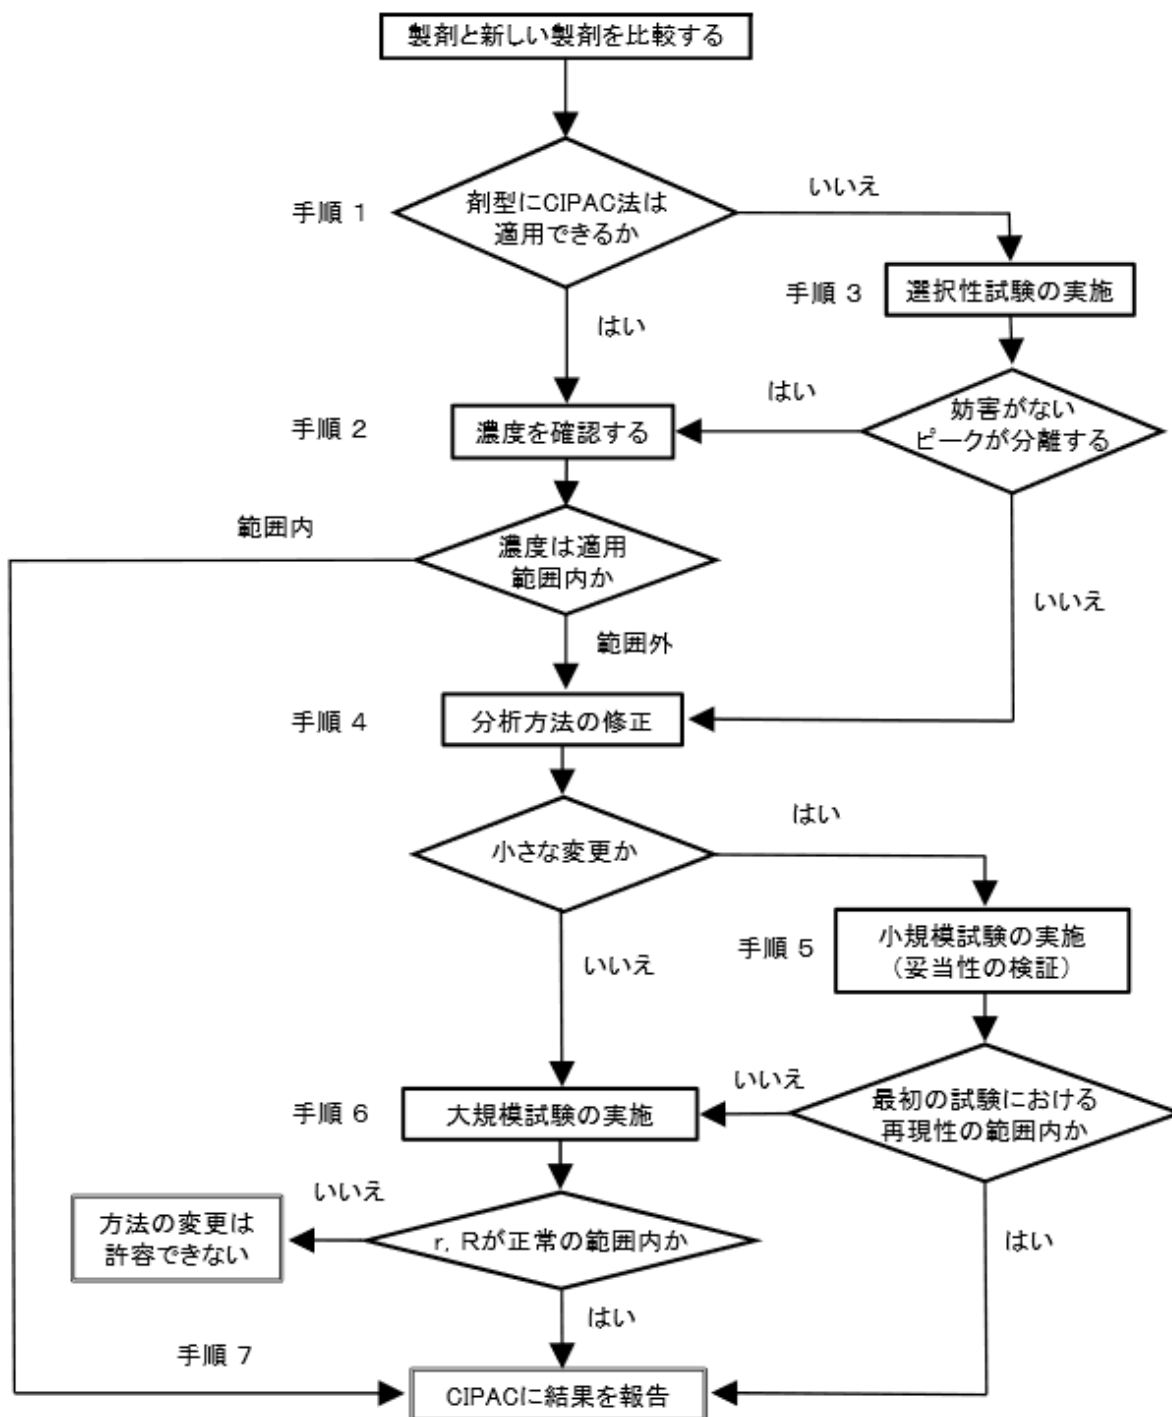 製剤と新しい製剤を比較する
手順 1
剤型にCIPAC法は
適用できるか
いいえ
はい
手順 3
選択性試験の実施
妨害がない
ピークが分離する
はい
いいえ
手順 2
濃度を確認する
濃度は適用
範囲内か
範囲内
範囲外
手順 4
分析方法の修正
小さな変更か
はい
いいえ
手順 5
小規模試験の実施
（妥当性の検証）
最初の試験における
再現性の範囲内か
いいえ
はい
手順 6
大規模試験の実施
r, Rが正常の範囲内か
いいえ
方法の変更は
許容できない
はい
手順 7
CIPACに結果を報告